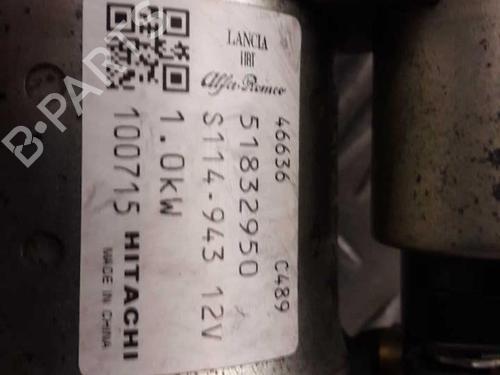 LANCIA
FIAT
Alfa-Romeo
46636 C489
51832950
S114-943 12V
1.0kW
100715 HITACHI
MADE IN CHINA
B-PARTS